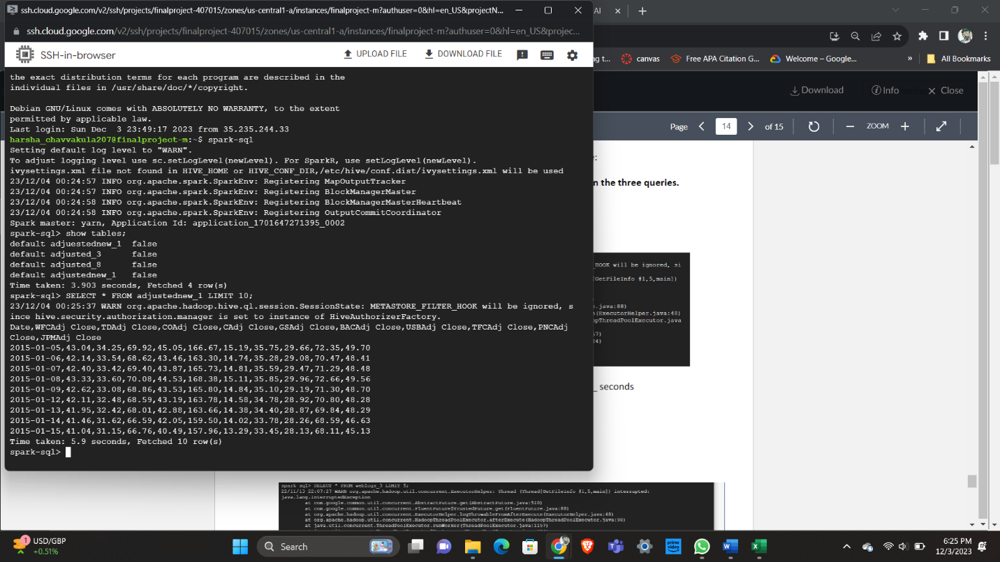 ssh.cloud.google.com/v2/ssh/projects/finalproject-407015/zones/us-central1-a/instances/finalproject-m?authuser=0&hl=en_US&projectN...
AI
ssh.cloud.google.com/v2/ssh/projects/finalproject-407015/zones/us-central1-a/instances/finalproject-m?authuser=0&hl=en_US&projec...
SSH-in-browser
UPLOAD FILE
DOWNLOAD FILE
ng t...
canvas
Free APA Citation G...
Welcome – Google...
»
All Bookmarks
Download
Info
Close
Page
14
of 15
ZOOM
the exact distribution terms for each program are described in the
individual files in /usr/share/doc/*/copyright.
Debian GNU/Linux comes with ABSOLUTELY NO WARRANTY, to the extent
permitted by applicable law.
Last login: Sun Dec  3 23:49:17 2023 from 35.235.244.33
harsha_chavvakula207@finalproject-m:~$ spark-sql
Setting default log level to "WARN".
To adjust logging level use sc.setLogLevel(newLevel). For SparkR, use setLogLevel(newLevel).
ivysettings.xml file not found in HIVE_HOME or HIVE_CONF_DIR,/etc/hive/conf.dist/ivysettings.xml will be used
23/12/04 00:24:57 INFO org.apache.spark.SparkEnv: Registering MapOutputTracker
23/12/04 00:24:57 INFO org.apache.spark.SparkEnv: Registering BlockManagerMaster
23/12/04 00:24:58 INFO org.apache.spark.SparkEnv: Registering BlockManagerMasterHeartbeat
23/12/04 00:24:58 INFO org.apache.spark.SparkEnv: Registering OutputCommitCoordinator
Spark master: yarn, Application Id: application_1701647271395_0002
spark-sql> show tables;
default adjuestednew_1  false
default adjusted_3      false
default adjusted_8      false
default adjustednew_1   false
Time taken: 3.903 seconds, Fetched 4 row(s)
spark-sql> SELECT * FROM adjustednew_1 LIMIT 10;
23/12/04 00:25:37 WARN org.apache.hadoop.hive.ql.session.SessionState: METASTORE_FILTER_HOOK will be ignored, s
ince hive.security.authorization.manager is set to instance of HiveAuthorizerFactory.
Date,WFCAdj Close,TDAdj Close,COAdj Close,CAdj Close,GSAdj Close,BACAdj Close,USBAdj Close,TFCAdj Close,PNCAdj
Close,JPMAdj Close
2015-01-05,43.04,34.25,69.92,45.05,166.67,15.19,35.75,29.66,72.35,49.70
2015-01-06,42.14,33.54,68.62,43.46,163.30,14.74,35.28,29.08,70.47,48.41
2015-01-07,42.40,33.42,69.40,43.87,165.73,14.81,35.59,29.47,71.29,48.48
2015-01-08,43.33,33.60,70.08,44.53,168.38,15.11,35.85,29.96,72.66,49.56
2015-01-09,42.62,33.08,68.86,43.53,165.80,14.84,35.10,29.19,71.30,48.70
2015-01-12,42.11,32.48,68.59,43.19,163.78,14.58,34.78,28.92,70.80,48.28
2015-01-13,41.95,32.42,68.01,42.88,163.66,14.38,34.40,28.87,69.84,48.29
2015-01-14,41.46,31.62,66.59,42.05,159.50,14.02,33.78,28.26,68.59,46.63
2015-01-15,41.04,31.15,66.76,40.49,157.96,13.29,33.45,28.13,68.11,45.13
Time taken: 5.9 seconds, Fetched 10 row(s)
spark-sql>
e:
n the three queries.
_HOOK will be ignored, si
[GetFileInfo #1,5,main])
.java:88)
(ExecutorHelper.java:48)
opThreadPoolExecutor.java
57)
24)
_ seconds
spark sql> SELECT * FROM weblogs_3 LIMIT 5;
22/11/13 22:07:27 WARN org.apache.hadoop.util.concurrent.ExecutorHelper: Thread (Thread[GetFileInfo #1,5,main]) interrupted:
java.lang.InterruptedException
at com.google.common.util.concurrent.AbstractFuture.get(AbstractFuture.java:510)
at com.google.common.util.concurrent.FluentFuture$TrustedFuture.get(FluentFuture.java:88)
at org.apache.hadoop.util.concurrent.ExecutorHelper.logThrowableFromAfterExecute(ExecutorHelper.java:48)
at org.apache.hadoop.util.concurrent.HadoopThreadPoolExecutor.afterExecute(HadoopThreadPoolExecutor.java:90)
at java.util.concurrent.ThreadPoolExecutor.runWorker(ThreadPoolExecutor.java:1157)
1
USD/GBP
+0.51%
Search
prime video
6:25 PM
12/3/2023